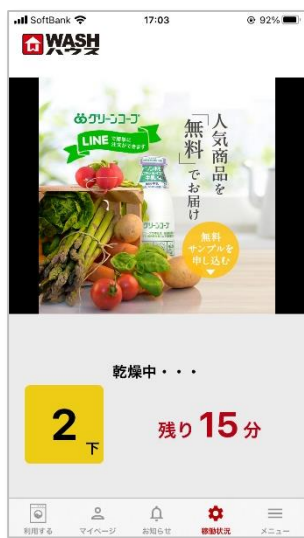 SoftBank 17:03 92%
WASH
ハウス
グリーンコープ
LINEで簡単に
注文ができます
人気商品を
「無料」でお届け
無料
サンプルを
申し込む
乾燥中・・・
2下
残り15分
利用する マイページ お知らせ 稼働状況 メニュー